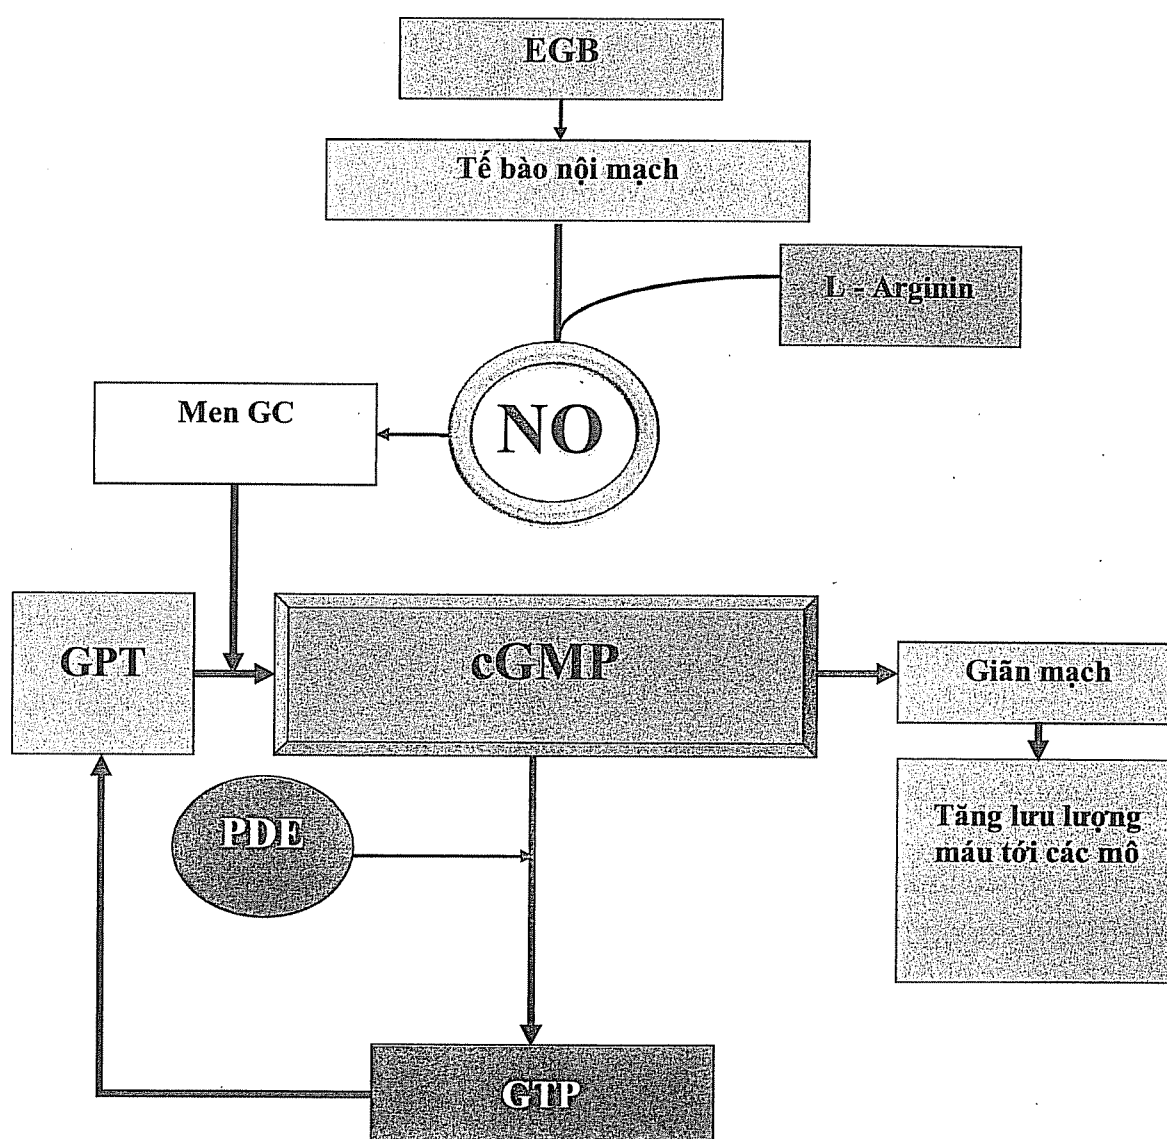 EGB
Tế bào nội mạch
L - Arginin
NO
Men GC
GPT
cGMP
Giãn mạch
PDE
Tăng lưu lượng
máu tới các mô
GTP